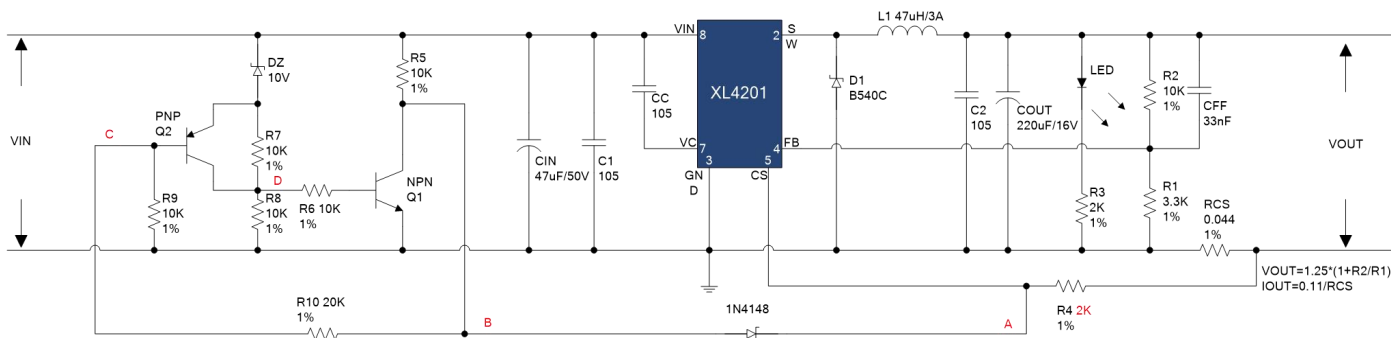 VIN
C
PNP
Q2
R9
10K
1%
DZ
10V
R7
10K
1%
D
R8
10K
1%
R6 10K
1%
R5
10K
1%
NPN
Q1
R10 20K
1%
B
CIN
47uF/50V
C1
105
CC
105
VIN
8
VC
7
XL4201
2
S
W
4
FB
3
GN
D
5
CS
1N4148
A
D1
B540C
L1 47uH/3A
C2
105
COUT
220uF/16V
LED
R3
2K
1%
R2
10K
1%
CFF
33nF
R1
3.3K
1%
RCS
0.044
1%
R4 2K
1%
VOUT
VOUT=1.25*(1+R2/R1)
IOUT=0.11/RCS